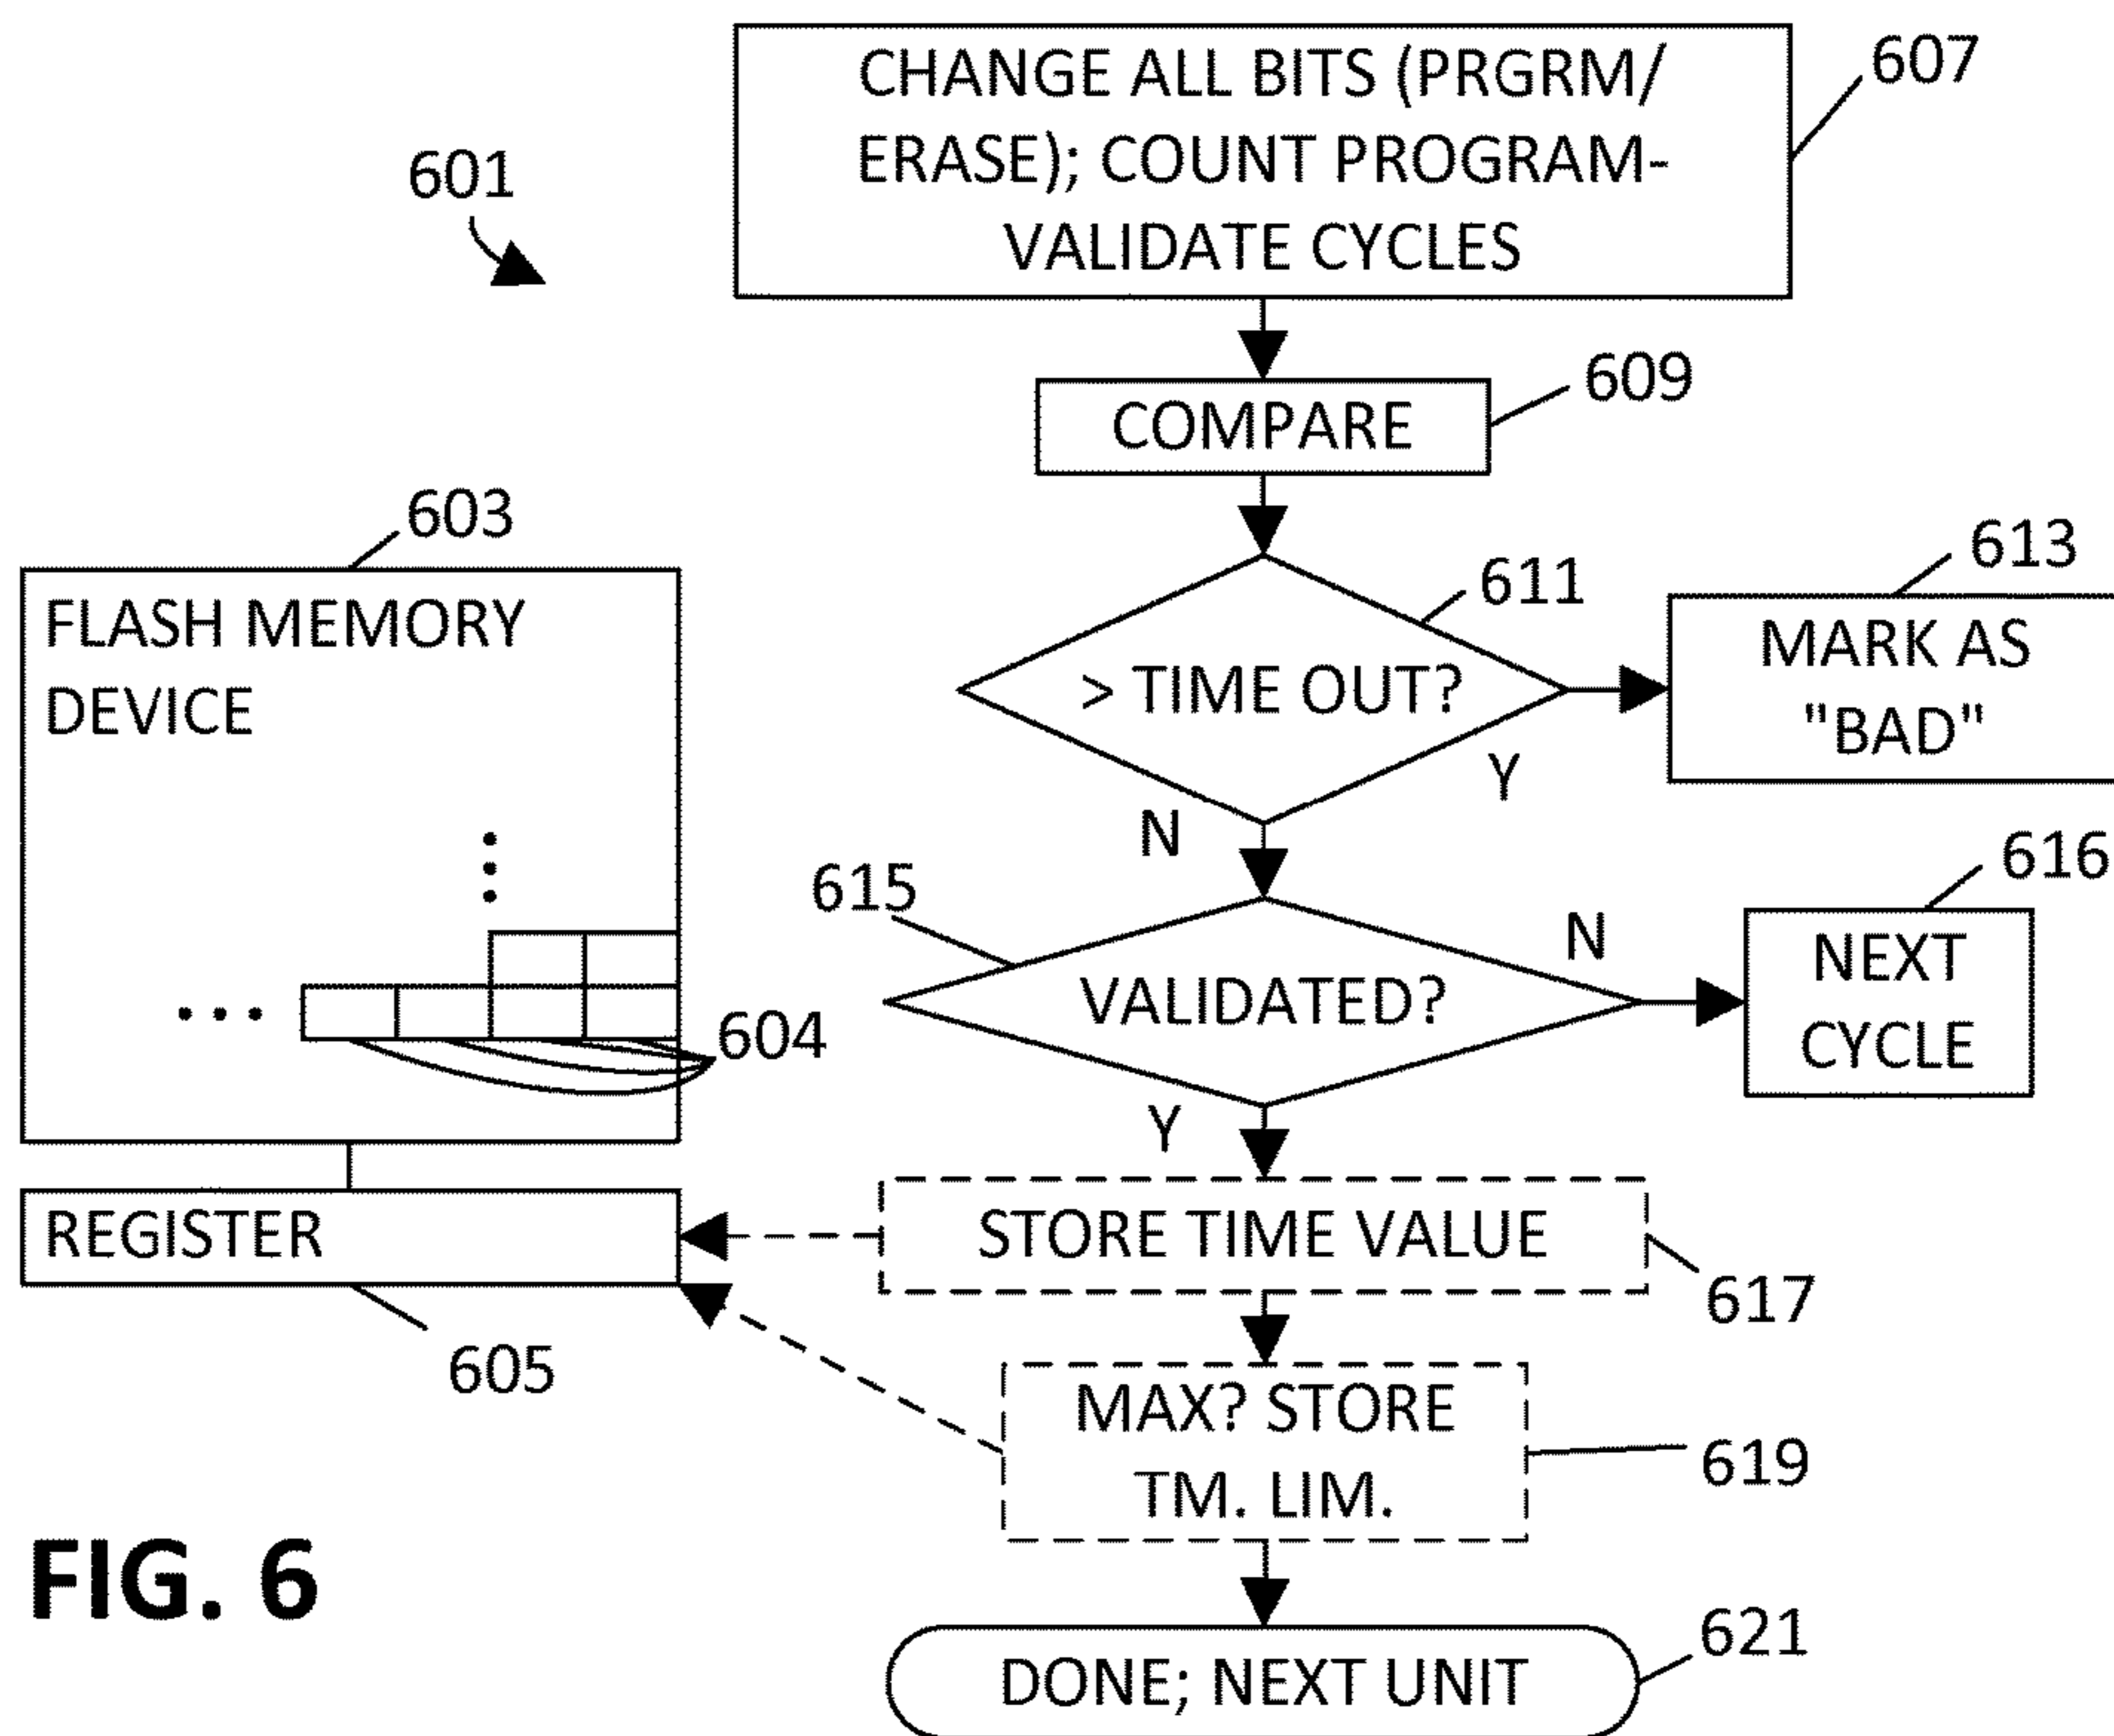 CHANGE ALL BITS (PRGRM/
ERASE); COUNT PROGRAM-
VALIDATE CYCLES
607
601
COMPARE
609
603
FLASH MEMORY
DEVICE
604
REGISTER
605
> TIME OUT?
611
Y
N
MARK AS
"BAD"
613
615
VALIDATED?
N
Y
616
NEXT
CYCLE
STORE TIME VALUE
617
MAX? STORE
TM. LIM.
619
DONE; NEXT UNIT
621
FIG. 6